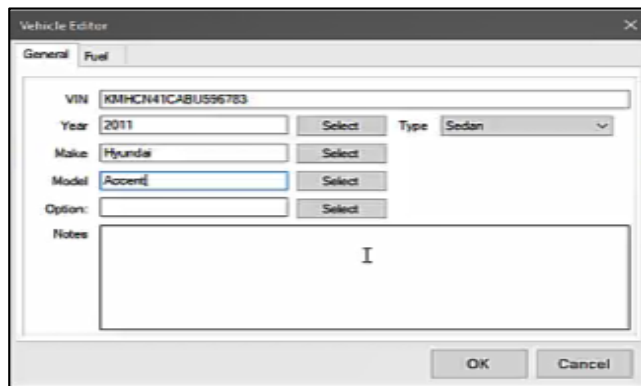 Vehicle Editor
General Fuel
VIN KMHCN41CABU596783
Year 2011 Select Type Sedan
Make Hyundai Select
Model Accent Select
Option: Select
Notes
OK Cancel